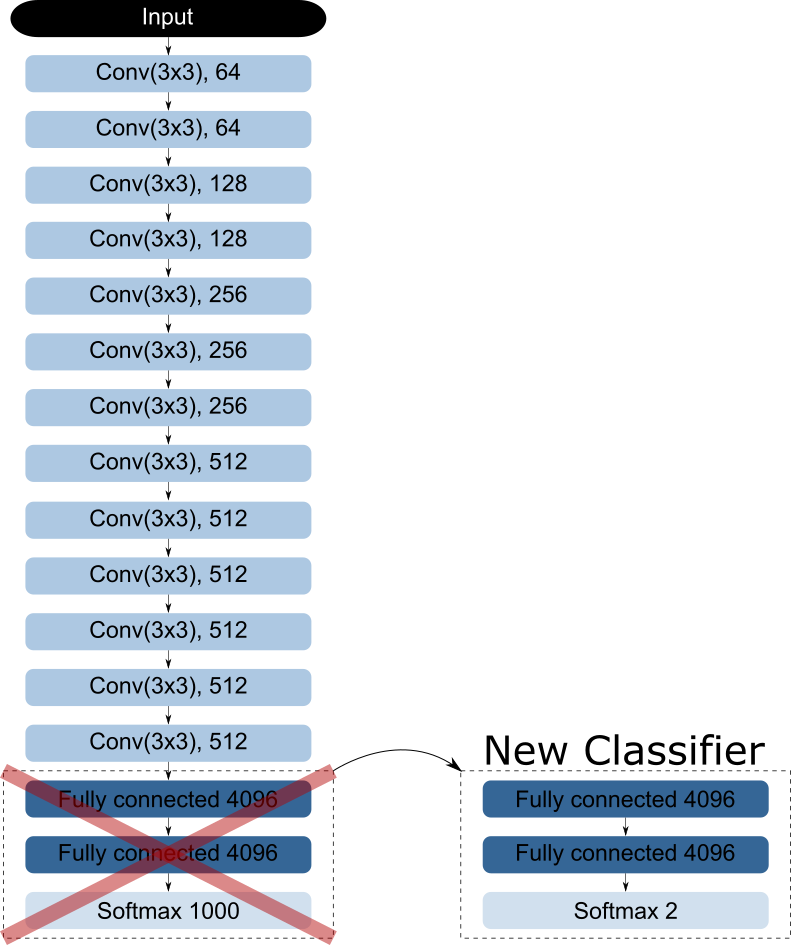 Input
Conv(3x3), 64
Conv(3x3), 64
Conv(3x3), 128
Conv(3x3), 128
Conv(3x3), 256
Conv(3x3), 256
Conv(3x3), 256
Conv(3x3), 512
Conv(3x3), 512
Conv(3x3), 512
Conv(3x3), 512
Conv(3x3), 512
Conv(3x3), 512
Fully connected 4096
Fully connected 4096
Softmax 1000
New Classifier
Fully connected 4096
Fully connected 4096
Softmax 2